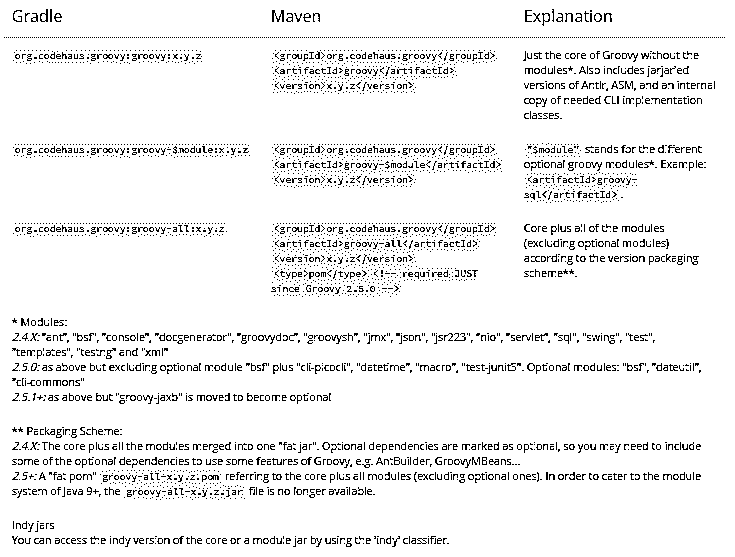 Gradle Maven Explanation
org.codehaus.groovy:groovy:x.y.z
<groupId>org.codehaus.groovy</groupId>
<artifactId>groovy</artifactId>
<version>x.y.z</version>
Just the core of Groovy without the
modules*. Also includes jarjar'ed
versions of Antlr, ASM, and an internal
copy of needed CLI implementation
classes.
org.codehaus.groovy:groovy-$module:x.y.z
<groupId>org.codehaus.groovy</groupId>
<artifactId>groovy-$module</artifactId>
<version>x.y.z</version>
"$module" stands for the different
optional groovy modules*. Example:
<artifactId>groovy-
sql</artifactId>.
org.codehaus.groovy:groovy-all:x.y.z
<groupId>org.codehaus.groovy</groupId>
<artifactId>groovy-all</artifactId>
<version>x.y.z</version>
<type>pom</type> <!-- required JUST
since Groovy 2.5.0 -->
Core plus all of the modules
(excluding optional modules)
according to the version packaging
scheme**.
* Modules:
2.4.X: "ant", "bsf", "console", "docgenerator", "groovydoc", "groovysh", "jmx", "json", "jsr223", "nio", "servlet", "sql", "swing", "test",
"templates", "testng" and "xml"
2.5.0: as above but excluding optional module "bsf" plus "cli-picocli", "datetime", "macro", "test-junit5". Optional modules: "bsf", "dateutil",
"cli-commons"
2.5.1+: as above but "groovy-jaxb" is moved to become optional
** Packaging Scheme:
2.4.X: The core plus all the modules merged into one "fat jar". Optional dependencies are marked as optional, so you may need to include
some of the optional dependencies to use some features of Groovy, e.g. AntBuilder, GroovyMBeans...
2.5+: A "fat pom" groovy-all-x.y.z.pom referring to the core plus all modules (excluding optional ones). In order to cater to the module
system of Java 9+, the groovy-all-x.y.z.jar file is no longer available.
Indy jars
You can access the indy version of the core or a module jar by using the 'indy' classifier.